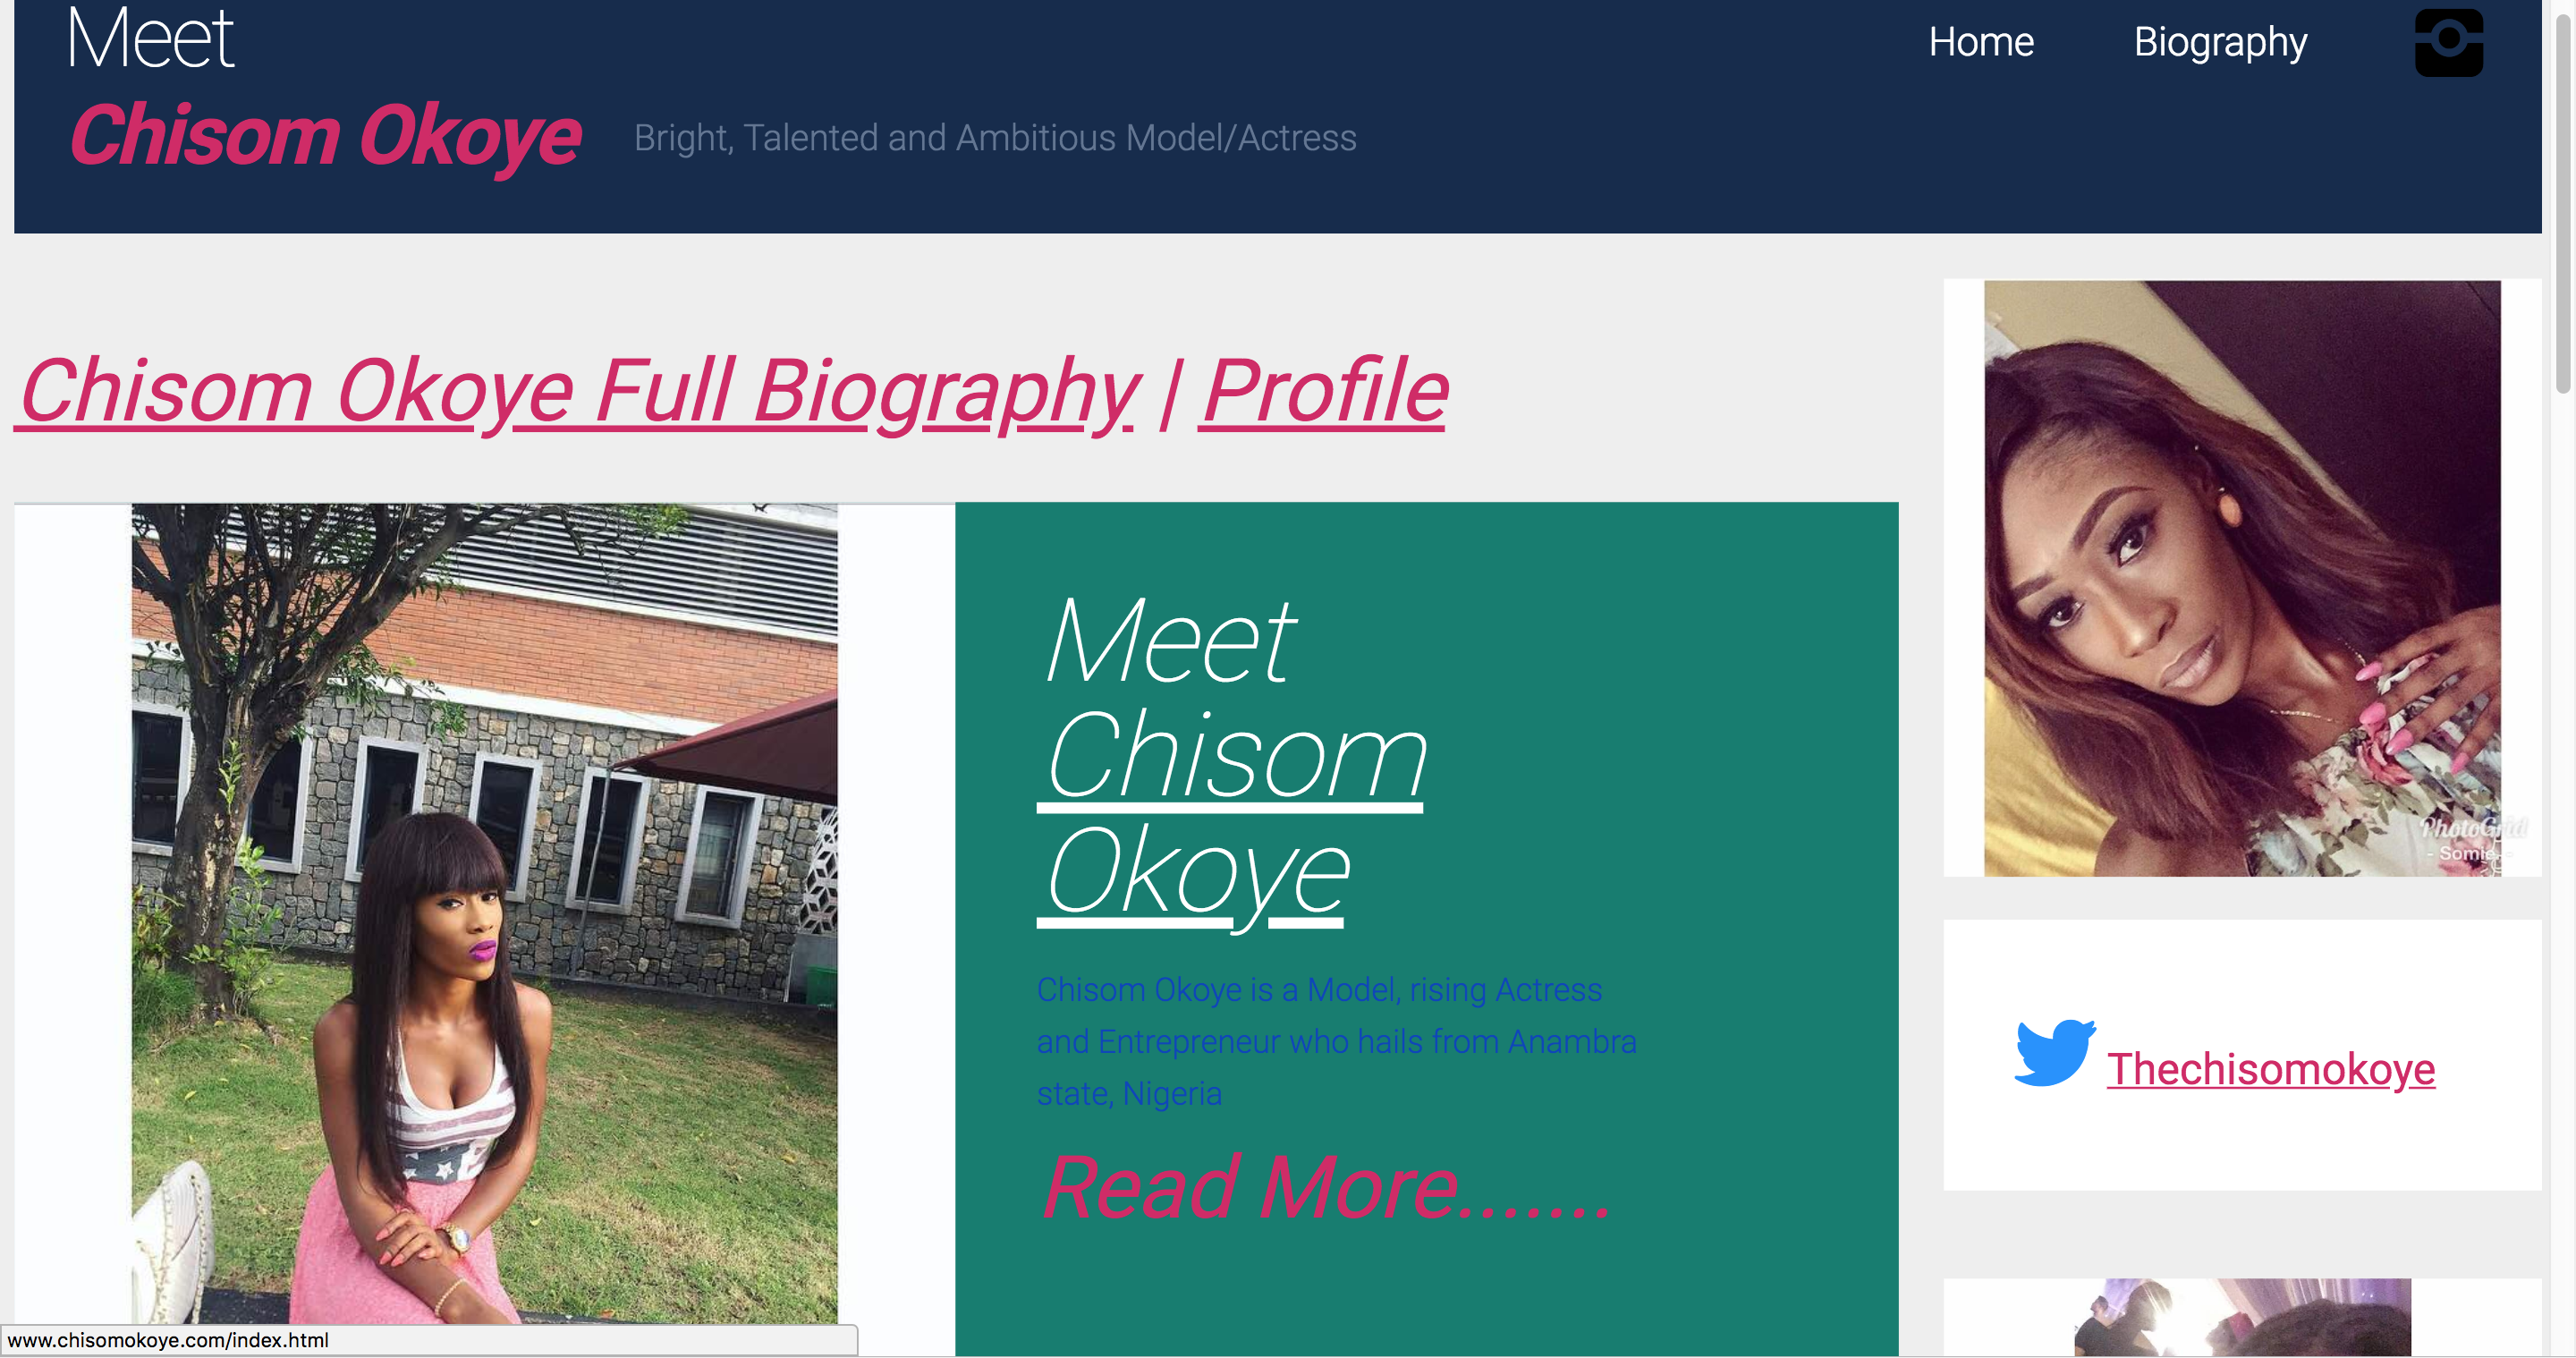 Meet
Home
Biography
Chisom Okoye
Bright, Talented and Ambitious Model/Actress
Chisom Okoye Full Biography | Profile
Meet
Chisom
Okoye
Chisom Okoye is a Model, rising Actress
and Entrepreneur who hails from Anambra
state, Nigeria
Read More.......
PhotoGrid
- Somie -
Thechisomokoye
www.chisomokoye.com/index.html